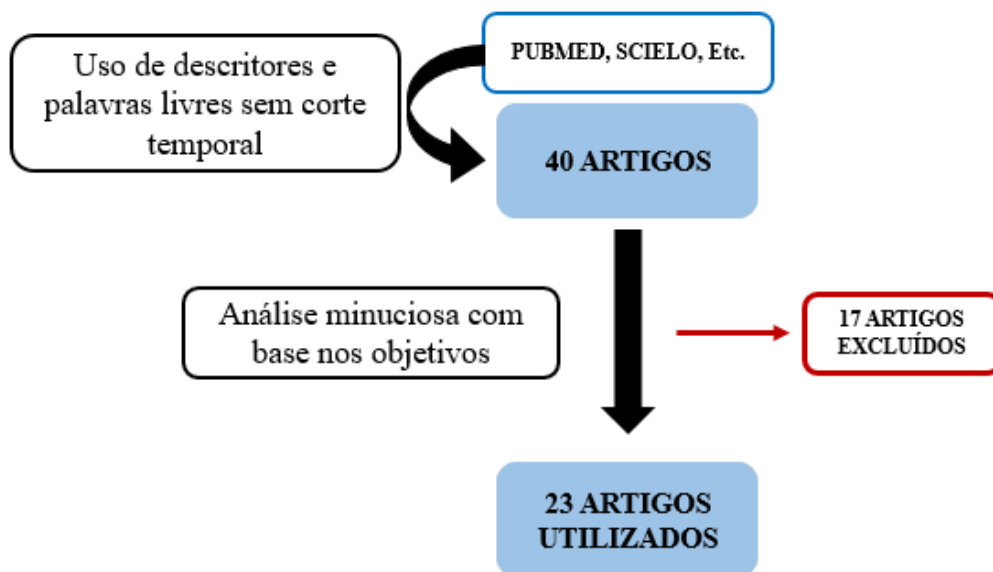 PUBMED, SCIELO, Etc.
Uso de descritores e
palavras livres sem corte
temporal
40 ARTIGOS
Análise minuciosa com
base nos objetivos
17 ARTIGOS
EXCLUÍDOS
23 ARTIGOS
UTILIZADOS